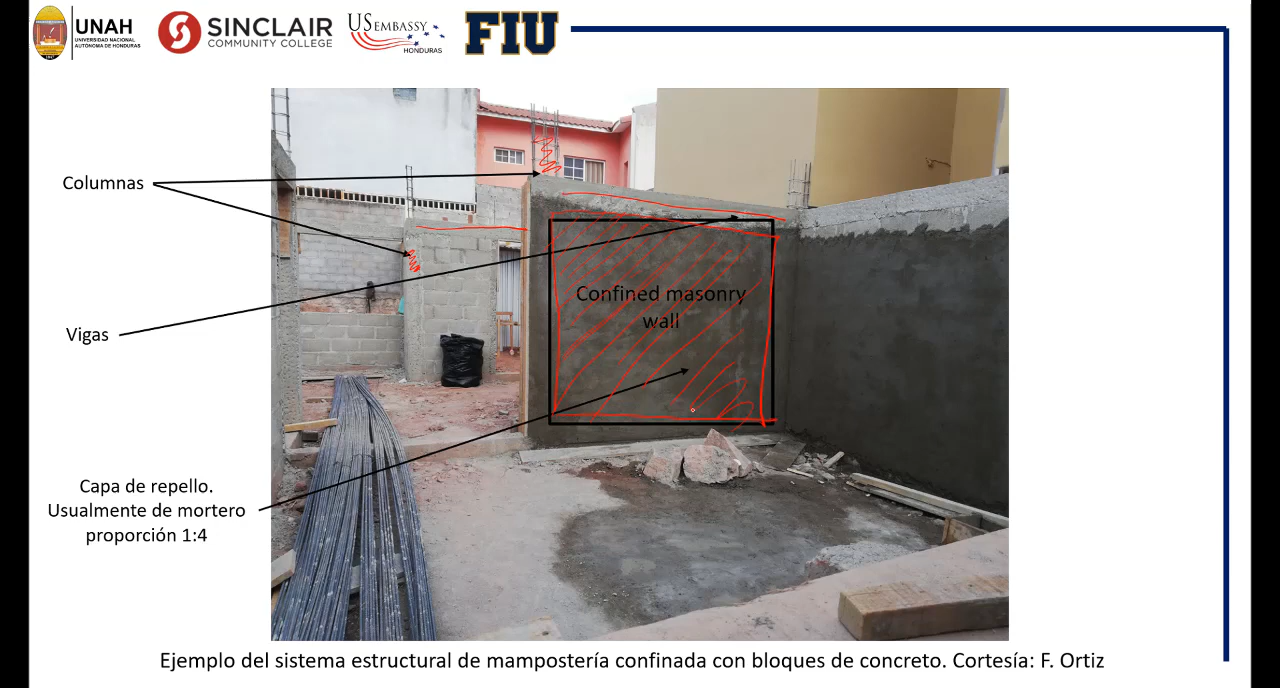 UNAH
UNIVERSIDAD NACIONAL
AUTÓNOMA DE HONDURAS
SINCLAIR
COMMUNITY COLLEGE
US EMBASSY
HONDURAS
FIU
Columnas
Confined masonry
wall
Vigas
Capa de repello.
Usualmente de mortero
proporción 1:4
Ejemplo del sistema estructural de mampostería confinada con bloques de concreto. Cortesía: F. Ortiz